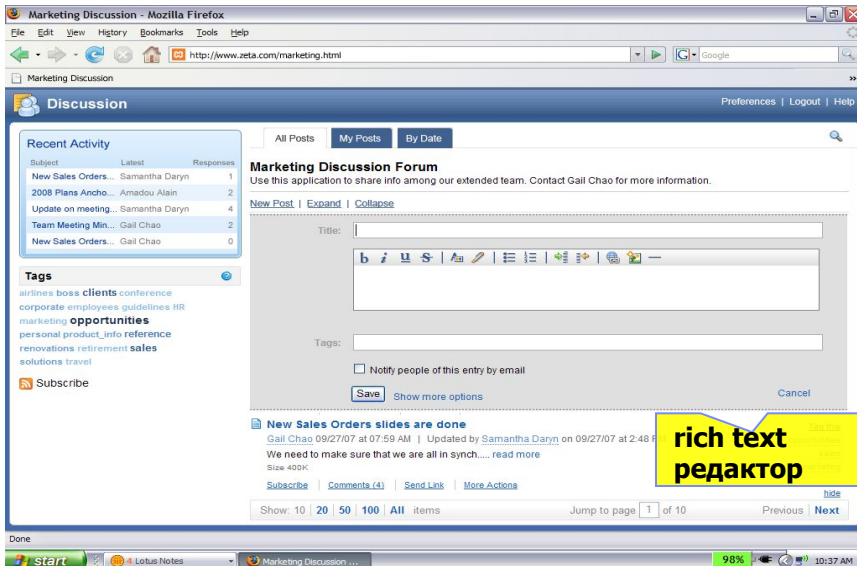 Marketing Discussion - Mozilla Firefox
File Edit View History Bookmarks Tools Help
http://www.zeta.com/marketing.html
Google
Marketing Discussion
Discussion
Preferences | Logout | Help
Recent Activity
Subject Latest Responses
New Sales Orders... Samantha Daryn 1
2008 Plans Ancho... Amadou Alain 2
Update on meeting... Samantha Daryn 4
Team Meeting Min... Gail Chao 2
New Sales Orders... Gail Chao 0
Tags
airlines boss clients conference
corporate employees guidelines HR
marketing opportunities
personal product_info reference
renovations retirement sales
solutions travel
Subscribe
All Posts My Posts By Date
Marketing Discussion Forum
Use this application to share info among our extended team. Contact Gail Chao for more information.
New Post | Expand | Collapse
Title:
b i u S
Tags:
Notify people of this entry by email
Save Show more options Cancel
New Sales Orders slides are done
Gail Chao 09/27/07 at 07:59 AM | Updated by Samantha Daryn on 09/27/07 at 2:48
We need to make sure that we are all in synch..... read more
Size 400K
Subscribe | Comments (4) | Send Link | More Actions
rich text
редактор
hide
Show: 10 | 20 | 50 | 100 | All items Jump to page 1 of 10 Previous | Next
Done
start 4 Lotus Notes Marketing Discussion ... 98% 10:37 AM